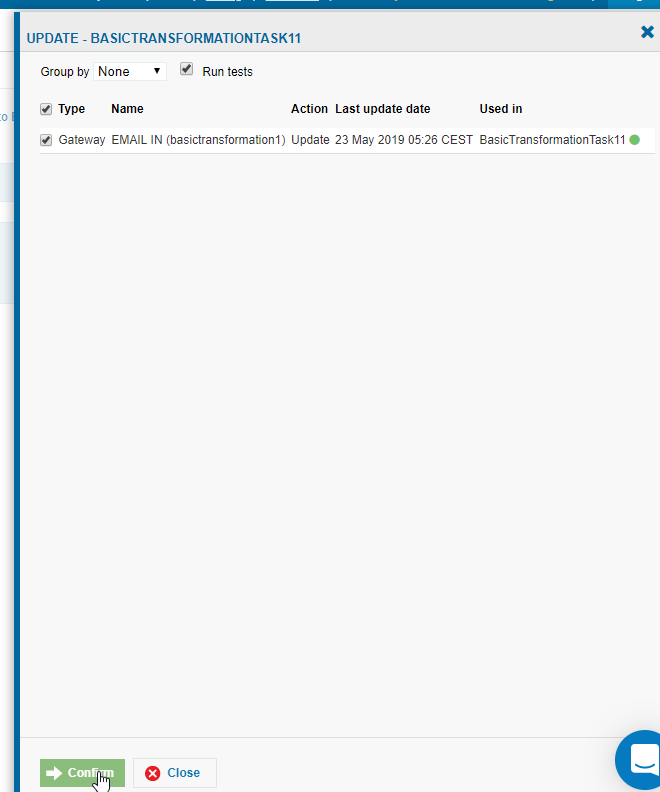 UPDATE - BASICTRANSFORMATIONTASK11
Group by None Run tests
Type Name Action Last update date Used in
Gateway EMAIL IN (basictransformation1) Update 23 May 2019 05:26 CEST BasicTransformationTask11
Confirm Close